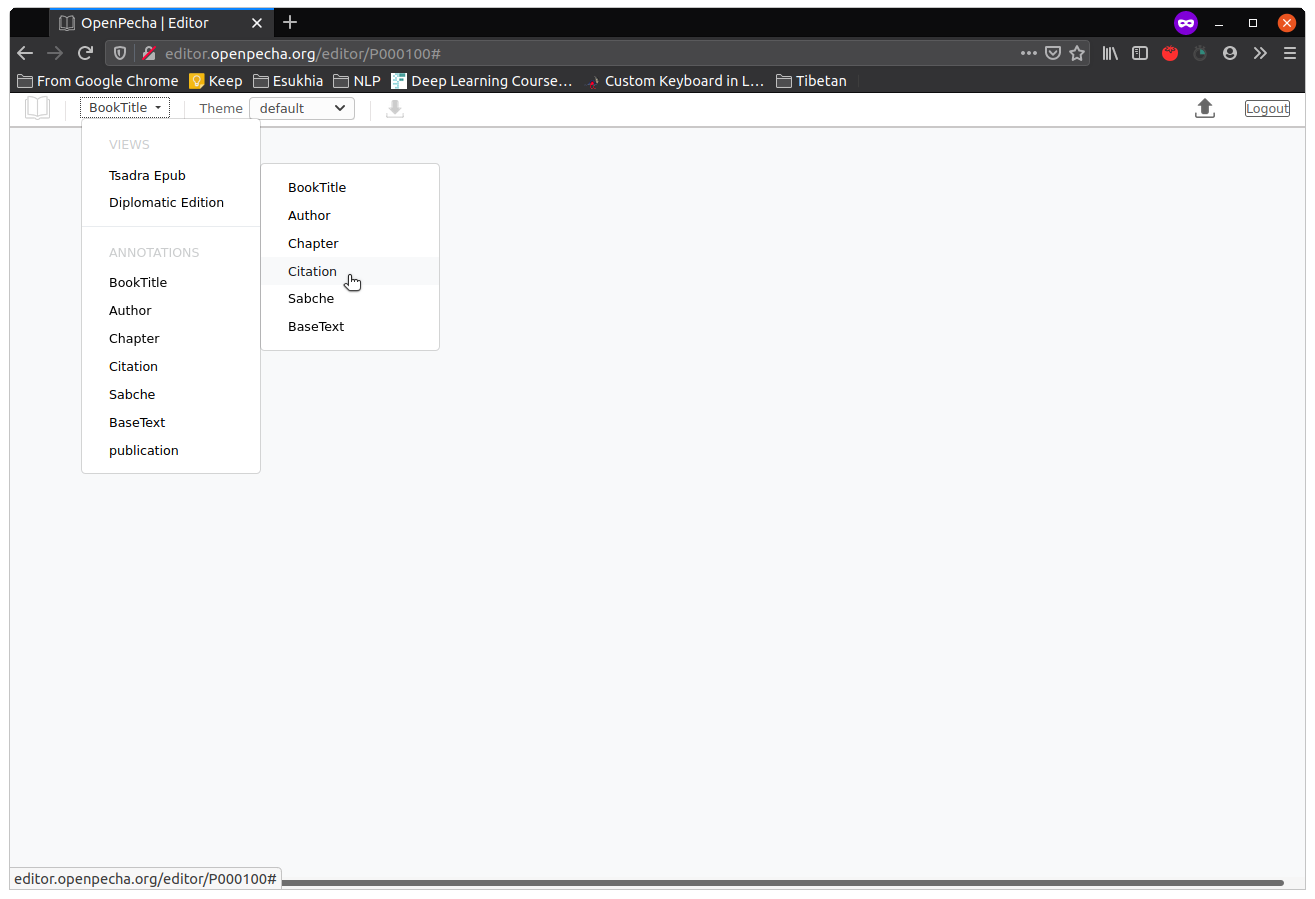 OpenPecha | Editor
editor.openpecha.org/editor/P000100#
From Google Chrome Keep Esukhia NLP Deep Learning Course… Custom Keyboard in L… Tibetan
BookTitle Theme default Logout
VIEWS
Tsadra Epub
Diplomatic Edition
ANNOTATIONS
BookTitle
Author
Chapter
Citation
Sabche
BaseText
publication
BookTitle
Author
Chapter
Citation
Sabche
BaseText
editor.openpecha.org/editor/P000100#